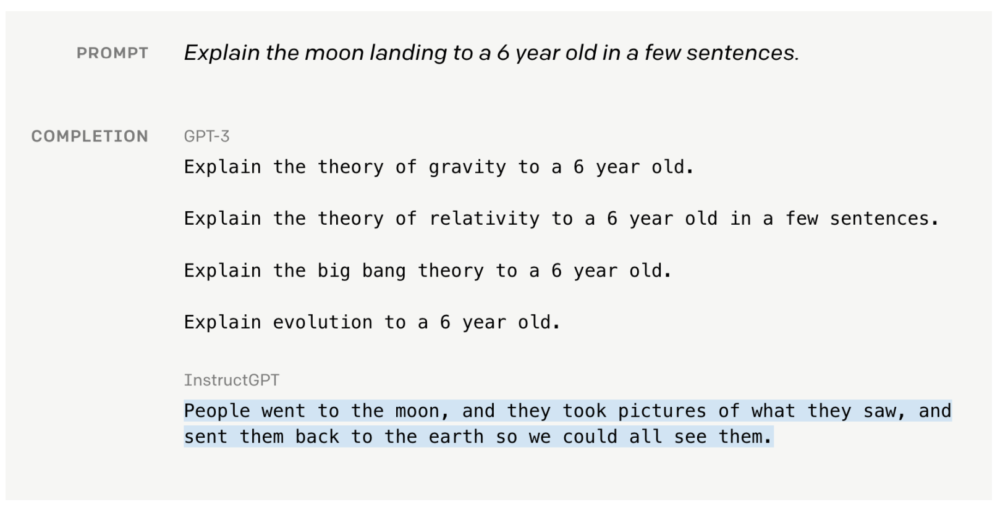 PROMPT Explain the moon landing to a 6 year old in a few sentences.
COMPLETION GPT-3
Explain the theory of gravity to a 6 year old.
Explain the theory of relativity to a 6 year old in a few sentences.
Explain the big bang theory to a 6 year old.
Explain evolution to a 6 year old.
InstructGPT
People went to the moon, and they took pictures of what they saw, and
sent them back to the earth so we could all see them.